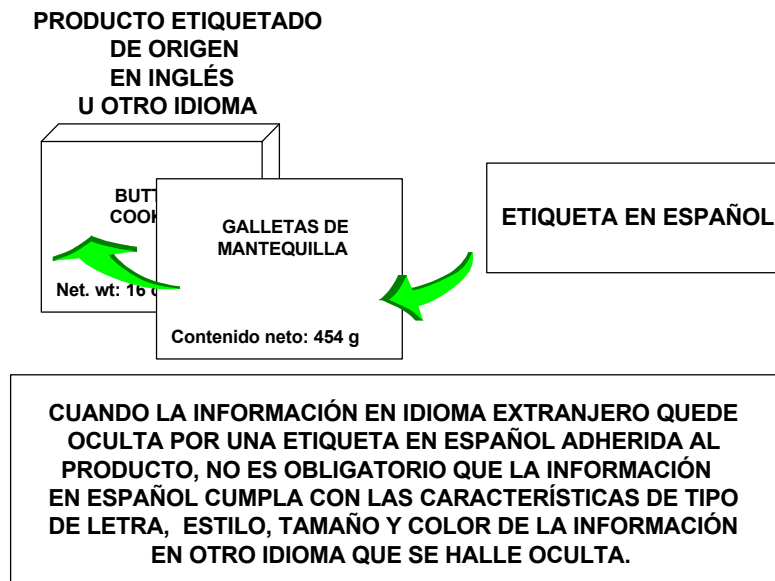 PRODUCTO ETIQUETADO
DE ORIGEN
EN INGLÉS
U OTRO IDIOMA
GALLETAS DE
MANTEQUILLA
Net. wt: 16
Contenido neto: 454 g
ETIQUETA EN ESPAÑOL
CUANDO LA INFORMACIÓN EN IDIOMA EXTRANJERO QUEDE
OCULTA POR UNA ETIQUETA EN ESPAÑOL ADHERIDA AL
PRODUCTO, NO ES OBLIGATORIO QUE LA INFORMACIÓN
EN ESPAÑOL CUMPLA CON LAS CARACTERÍSTICAS DE TIPO
DE LETRA, ESTILO, TAMAÑO Y COLOR DE LA INFORMACIÓN
EN OTRO IDIOMA QUE SE HALLE OCULTA.